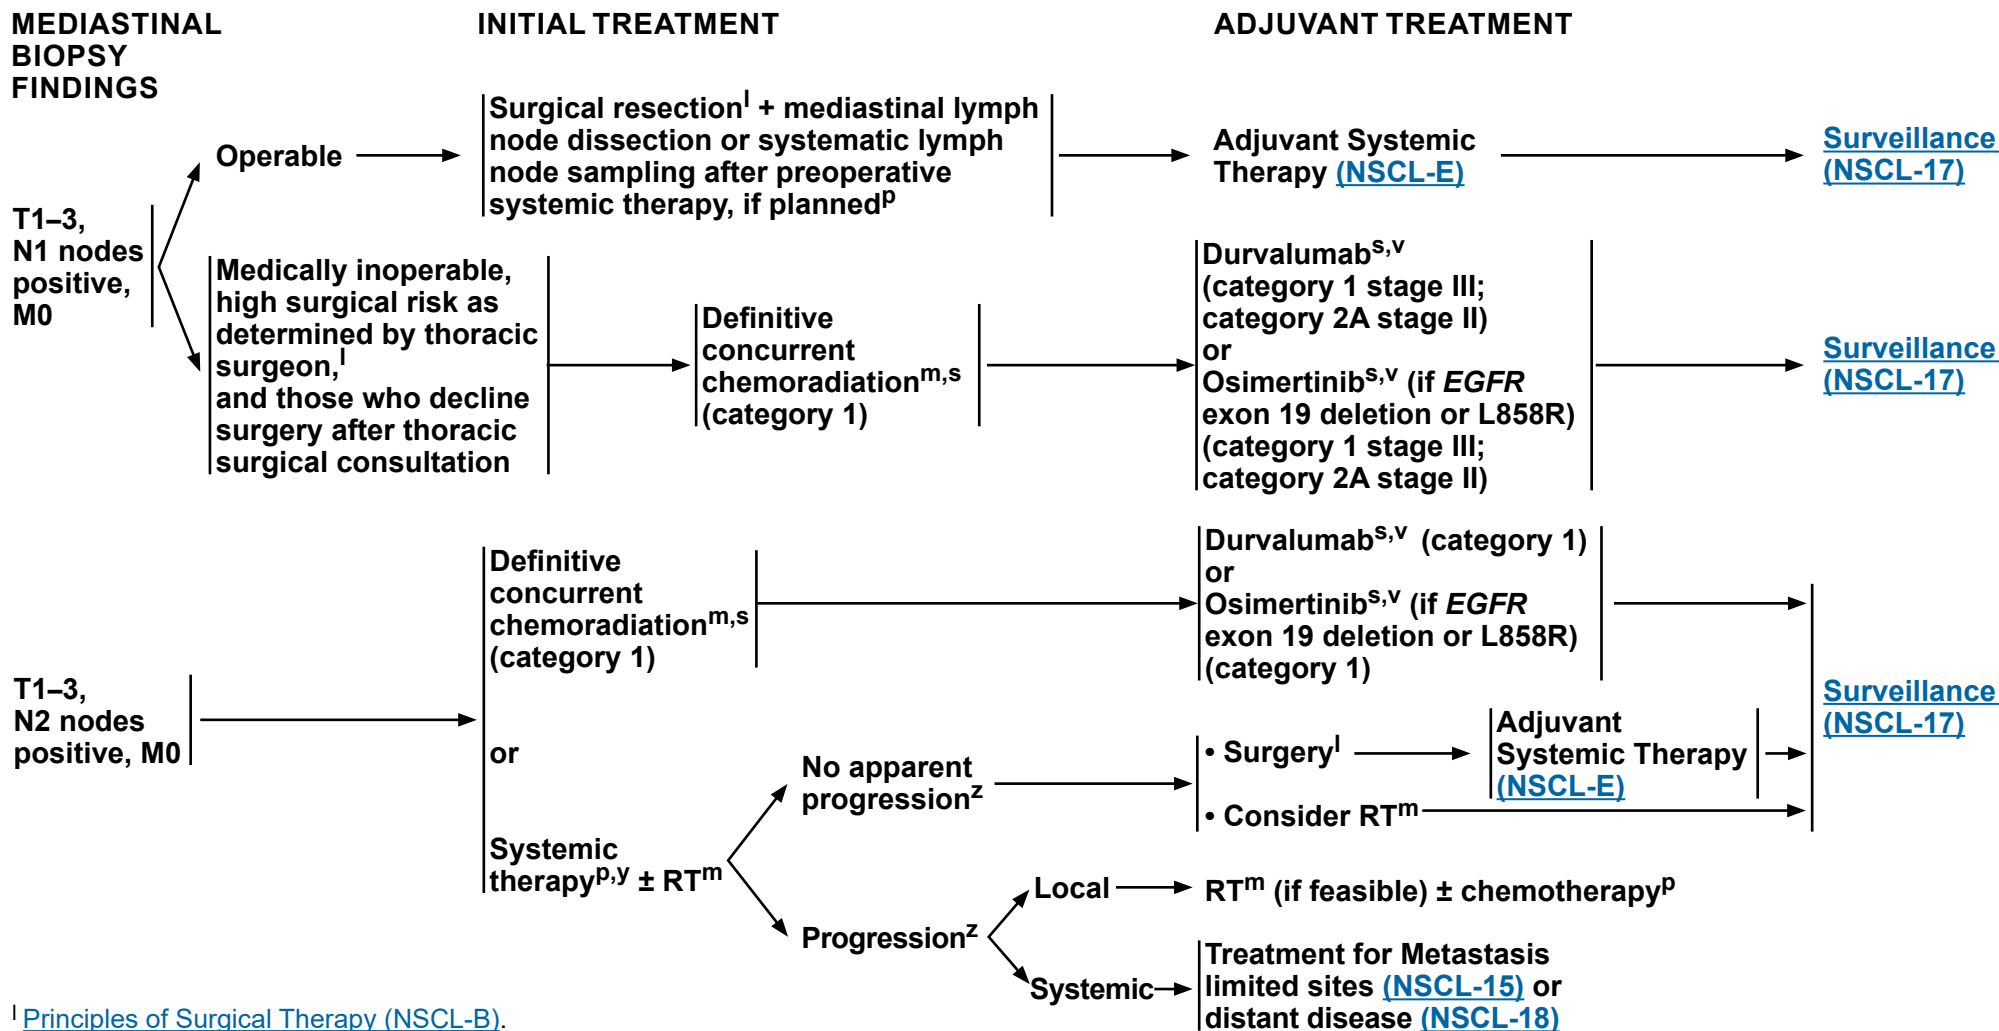 MEDIASTINAL
BIOPSY
FINDINGS
INITIAL TREATMENT
ADJUVANT TREATMENT
T1–3,
N1 nodes
positive,
M0
Operable
Surgical resectionˡ + mediastinal lymph
node dissection or systematic lymph
node sampling after preoperative
systemic therapy, if plannedᵖ
Adjuvant Systemic
Therapy (NSCL-E)
Surveillance
(NSCL-17)
Medically inoperable,
high surgical risk as
determined by thoracic
surgeon,ˡ
and those who decline
surgery after thoracic
surgical consultation
Definitive
concurrent
chemoradiationᵐ,ˢ
(category 1)
Durvalumabˢ,ᵛ
(category 1 stage III;
category 2A stage II)
or
Osimertinibˢ,ᵛ (if EGFR
exon 19 deletion or L858R)
(category 1 stage III;
category 2A stage II)
Surveillance
(NSCL-17)
T1–3,
N2 nodes
positive, M0
Definitive
concurrent
chemoradiationᵐ,ˢ
(category 1)
Durvalumabˢ,ᵛ (category 1)
or
Osimertinibˢ,ᵛ (if EGFR
exon 19 deletion or L858R)
(category 1)
or
Systemic
therapyᵖ,ʸ ± RTᵐ
No apparent
progressionᶻ
• Surgeryˡ
Adjuvant
Systemic Therapy
(NSCL-E)
• Consider RTᵐ
Surveillance
(NSCL-17)
Progressionᶻ
Local
RTᵐ (if feasible) ± chemotherapyᵖ
Systemic
Treatment for Metastasis
limited sites (NSCL-15) or
distant disease (NSCL-18)
ˡ Principles of Surgical Therapy (NSCL-B).